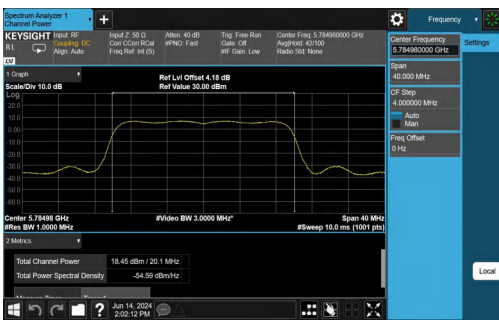 Spectrum Analyzer 1
Channel Power
Frequency
KEYSIGHT
Input: RF
Coupling: DC
Align: Auto
Input Z: 50 Ω
Corr CCorr RCal
Freq Ref: Int (S)
Atten: 40 dB
#PNO: Fast
Trig: Free Run
Gate: Off
#IF Gain: Low
Center Freq: 5.784980000 GHz
Avg|Hold: 42/100
Radio Std: None
R L
Center Frequency
5.784980000 GHz
Settings
Span
40.000 MHz
CF Step
4.000000 MHz
Auto
Man
Freq Offset
0 Hz
Local
1 Graph
Scale/Div 10.0 dB
Ref Lvl Offset 4.18 dB
Ref Value 30.00 dBm
Log
20.0
10.0
0.00
-10.0
-20.0
-30.0
-40.0
-50.0
-60.0
Center 5.78498 GHz
#Res BW 1.0000 MHz
#Video BW 3.0000 MHz*
Span 40 MHz
#Sweep 10.0 ms (1001 pts)
2 Metrics
Total Channel Power 18.45 dBm / 20.1 MHz
Total Power Spectral Density -54.59 dBm/Hz
?
Jun 14, 2024
2:02:12 PM